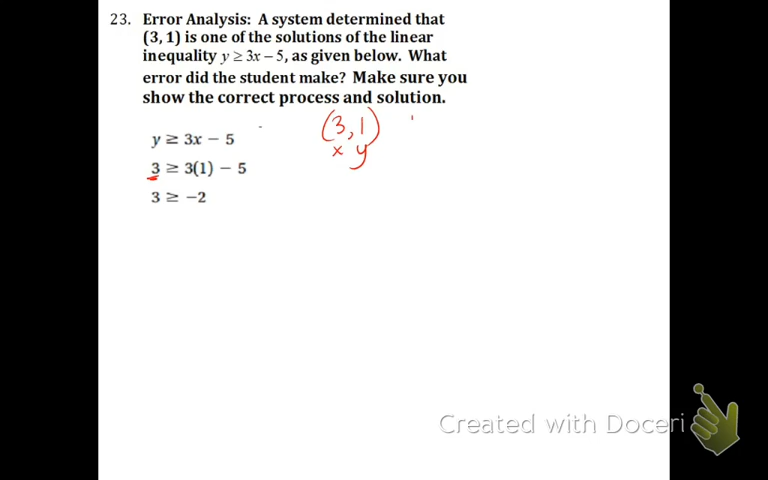 23. Error Analysis: A system determined that
(3, 1) is one of the solutions of the linear
inequality y ≥ 3x – 5, as given below. What
error did the student make? Make sure you
show the correct process and solution.
(3, 1)
x y
y ≥ 3x − 5
3 ≥ 3(1) − 5
3 ≥ −2
Created with Doceri